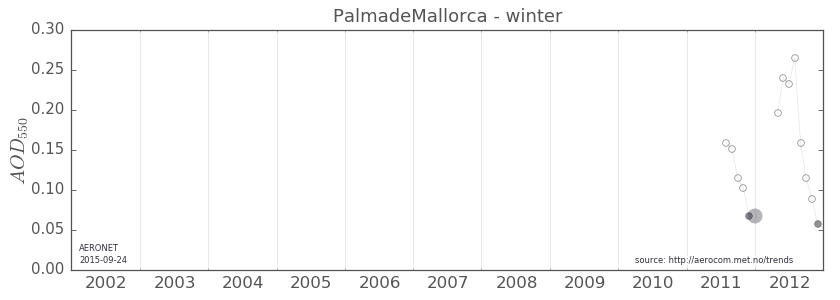 PalmadeMallorca - winter
0.30
0.25
0.20
0.15
0.10
0.05
0.00
AOD550
AERONET
2015-09-24
source: http://aerocom.met.no/trends
2002 2003 2004 2005 2006 2007 2008 2009 2010 2011 2012